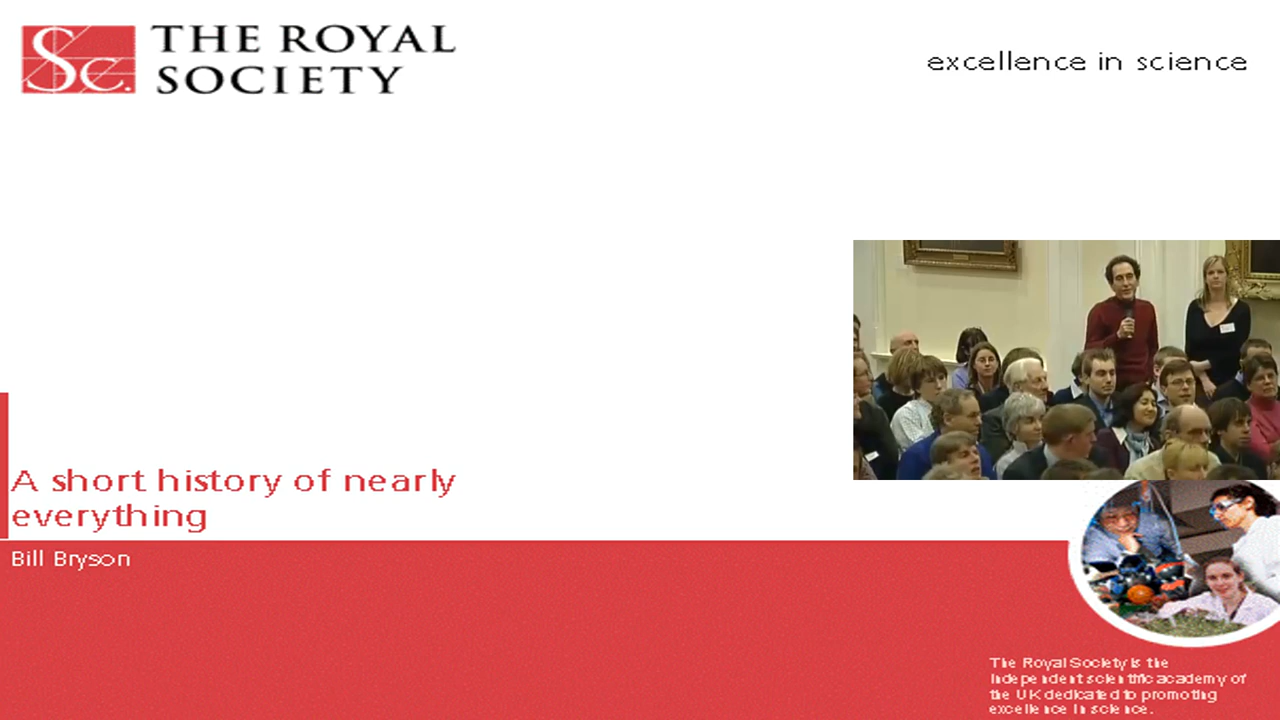 Sc.
THE ROYAL
SOCIETY
excellence in science
A short history of nearly
everything
Bill Bryson
The Royal Society is the
independent scientific academy of
the UK dedicated to promoting
excellence in science.